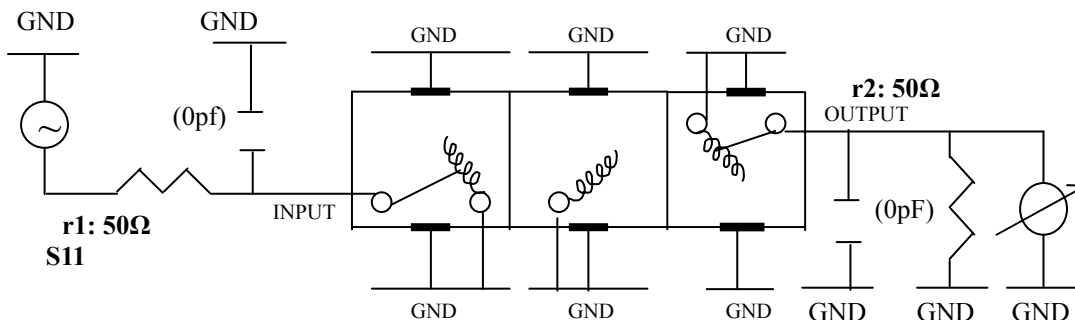 GND
GND
GND
GND
GND
r2: 50Ω
OUTPUT
(0pf)
INPUT
r1: 50Ω
S11
(0pF)
GND
GND
GND
GND
GND
GND